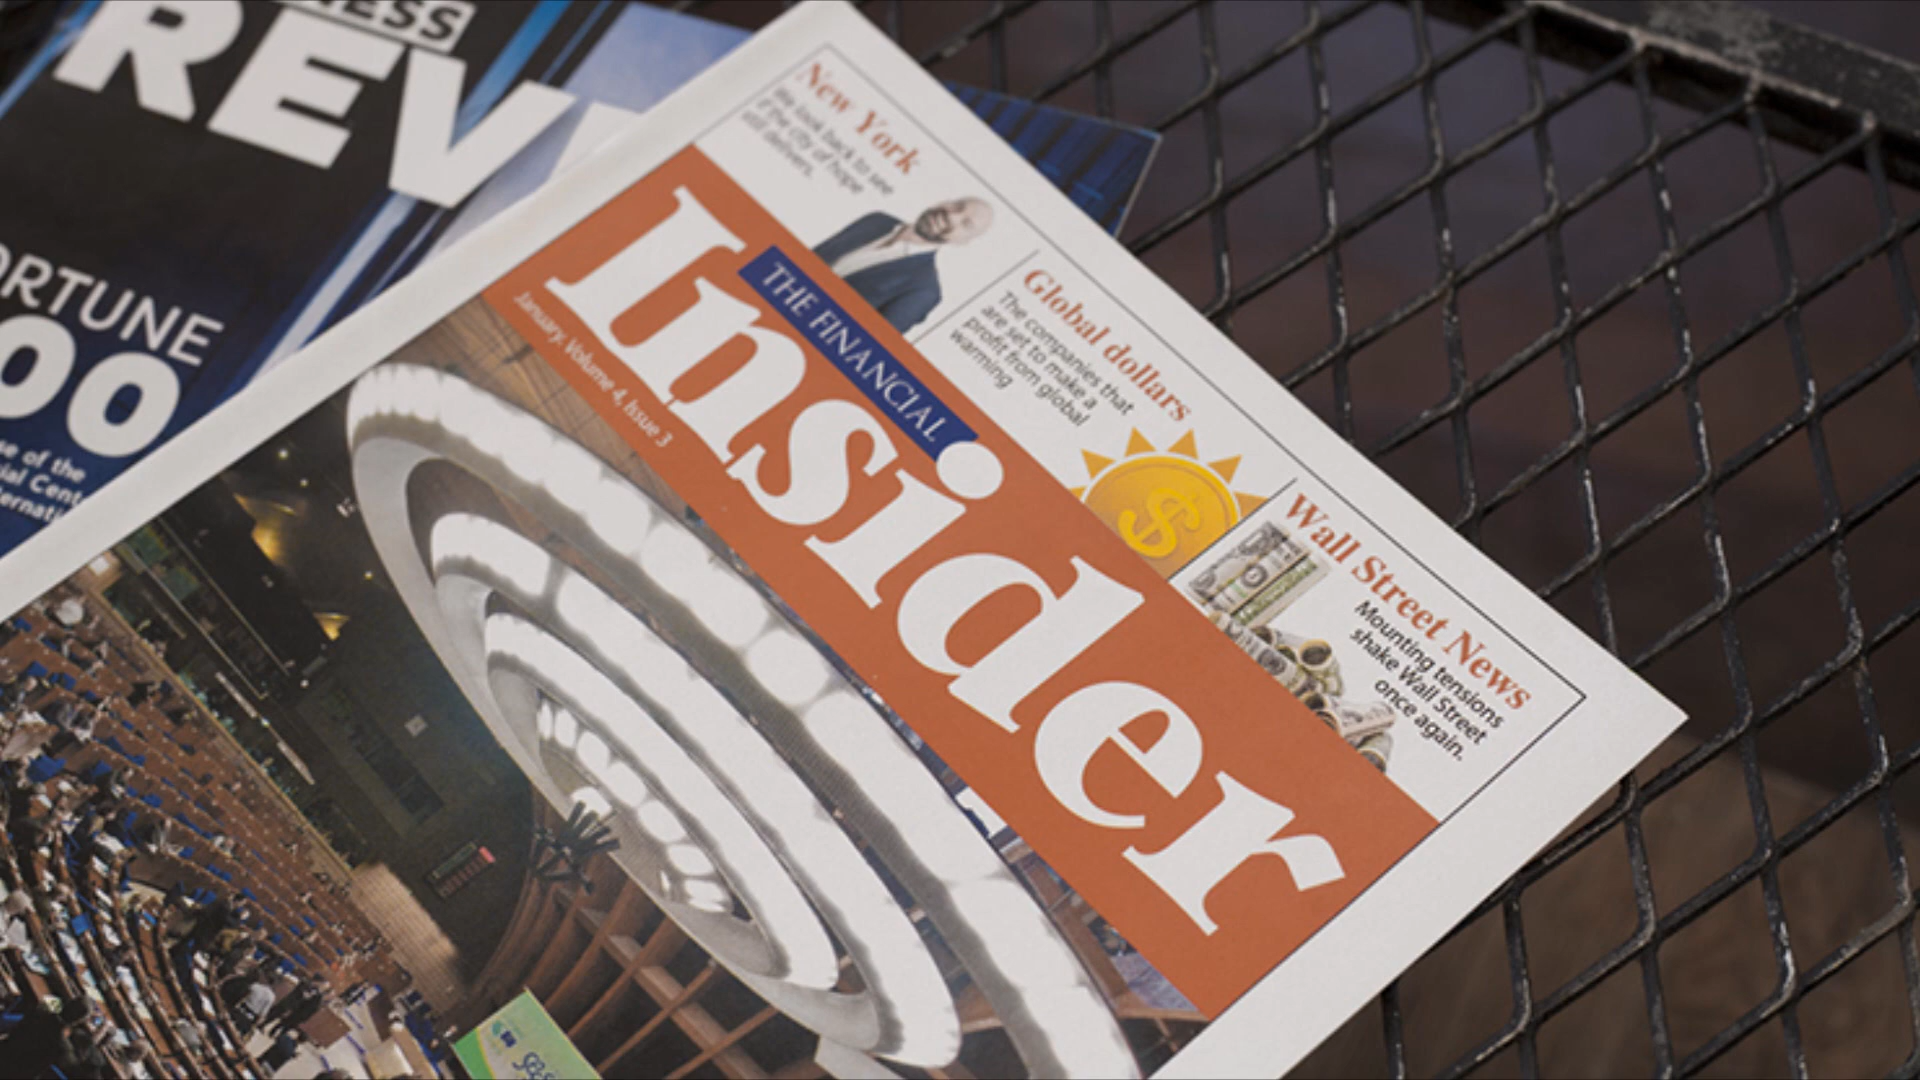 NESS
REV
ORTUNE
00
se of the
ial Cent
ernati
New York
We look back to see
if the city of hope
still delivers.
Global dollars
The companies that
are set to make a
profit from global
warming
Wall Street News
Mounting tensions
shake Wall Street
once again.
THE FINANCIAL
Insider
January, Volume 4, Issue 3